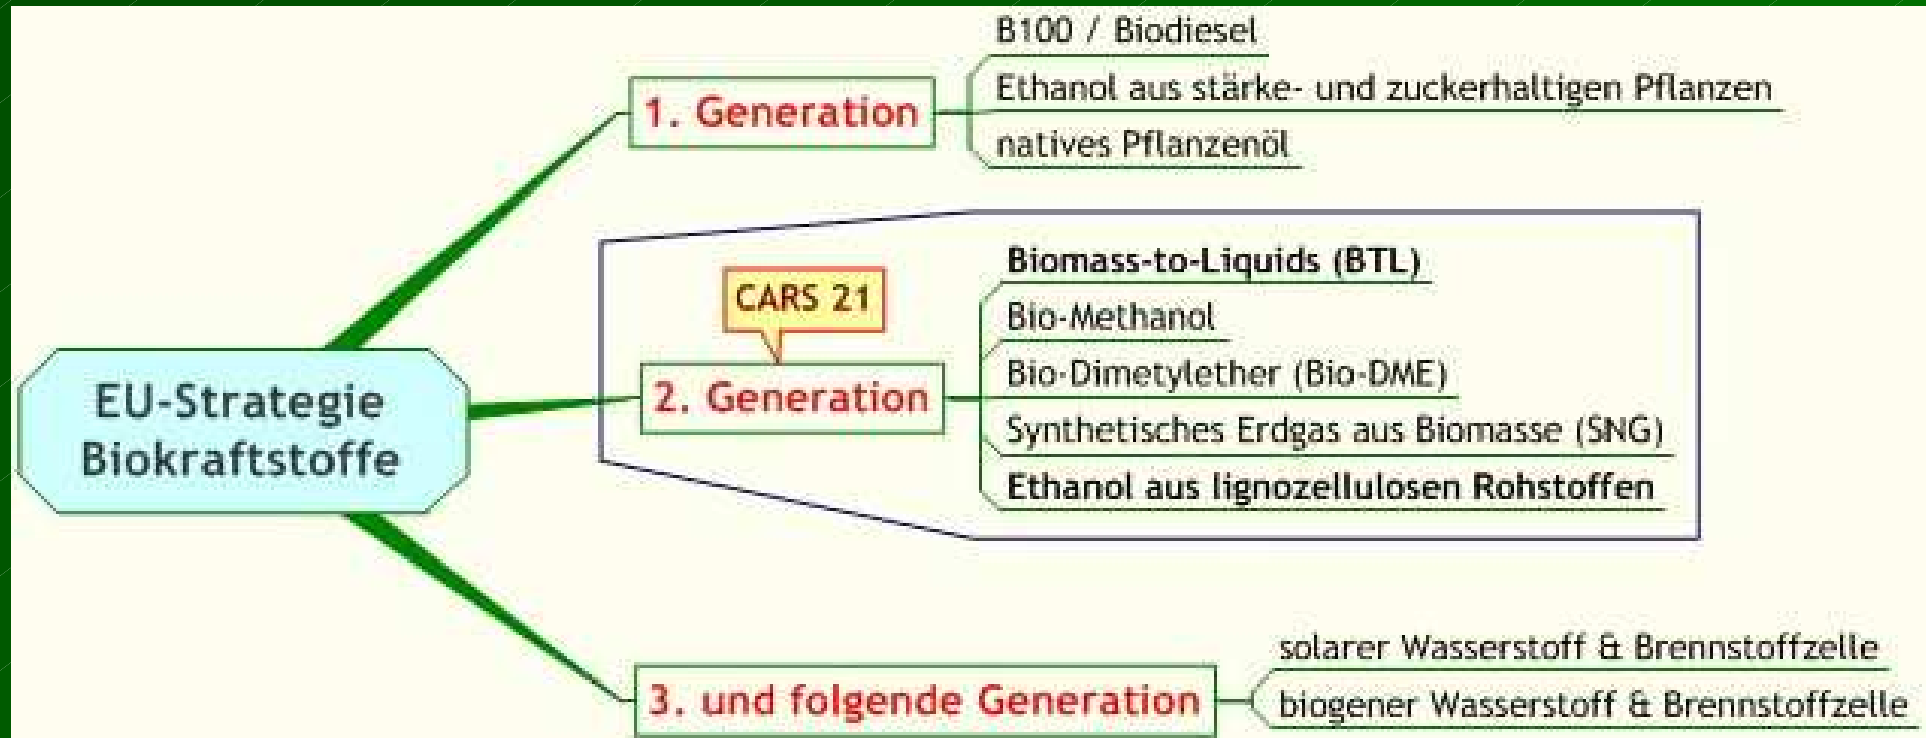 EU-Strategie
Biokraftstoffe
1. Generation
B100 / Biodiesel
Ethanol aus stärke- und zuckerhaltigen Pflanzen
natives Pflanzenöl
CARS 21
2. Generation
Biomass-to-Liquids (BTL)
Bio-Methanol
Bio-Dimetylether (Bio-DME)
Synthetisches Erdgas aus Biomasse (SNG)
Ethanol aus lignozellulosen Rohstoffen
3. und folgende Generation
solarer Wasserstoff & Brennstoffzelle
biogener Wasserstoff & Brennstoffzelle